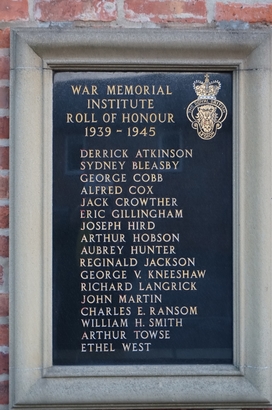 WAR MEMORIAL
INSTITUTE
ROLL OF HONOUR
1939 - 1945
DERRICK ATKINSON
SYDNEY BLEASBY
GEORGE COBB
ALFRED COX
JACK CROWTHER
ERIC GILLINGHAM
JOSEPH HIRD
ARTHUR HOBSON
AUBREY HUNTER
REGINALD JACKSON
GEORGE V. KNEESHAW
RICHARD LANGRICK
JOHN MARTIN
CHARLES E. RANSOM
WILLIAM H. SMITH
ARTHUR TOWSE
ETHEL WEST